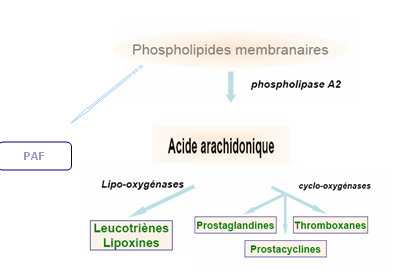 Phospholipides membranaires
phospholipase A2
PAF
Acide arachidonique
Lipo-oxygénases
cyclo-oxygénases
Leucotriènes
Lipoxines
Prostaglandines
Thromboxanes
Prostacyclines